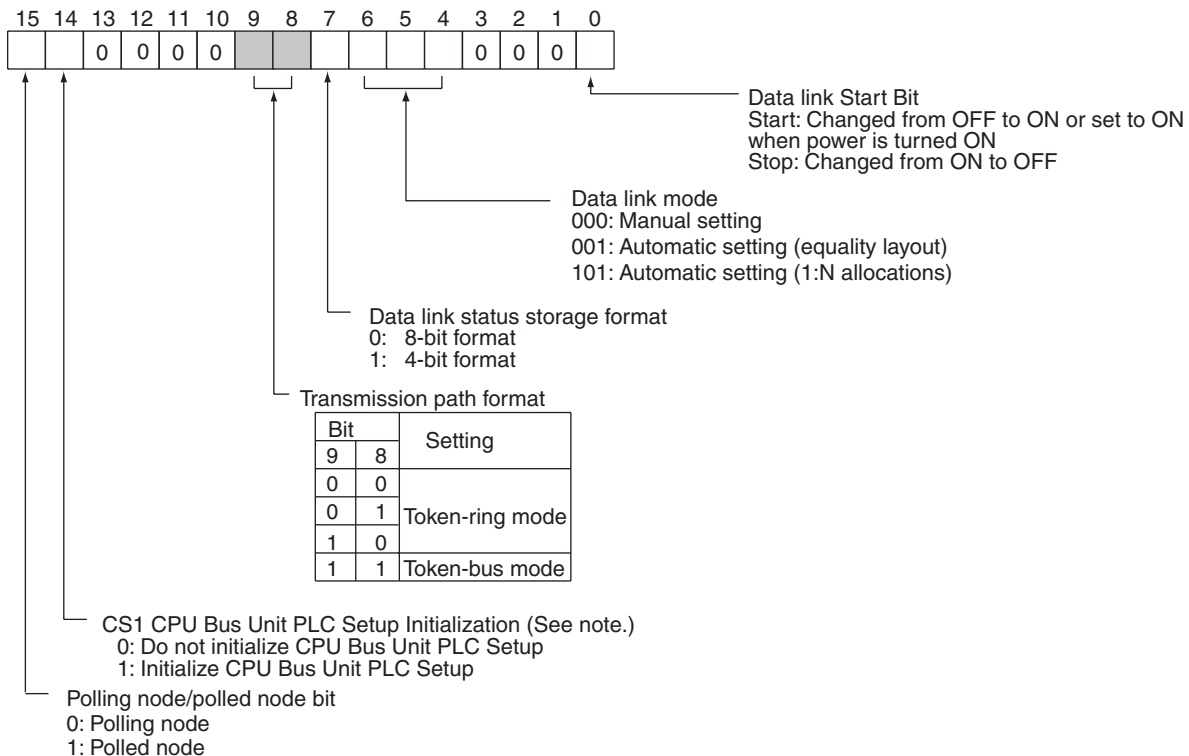 15 14 13 12 11 10 9 8 7 6 5 4 3 2 1 0
0 0 0 0 0 0 0
Data link Start Bit
Start: Changed from OFF to ON or set to ON
when power is turned ON
Stop: Changed from ON to OFF
Data link mode
000: Manual setting
001: Automatic setting (equality layout)
101: Automatic setting (1:N allocations)
Data link status storage format
0: 8-bit format
1: 4-bit format
Transmission path format
Bit Setting
9 8
0 0
0 1 Token-ring mode
1 0
1 1 Token-bus mode
CS1 CPU Bus Unit PLC Setup Initialization (See note.)
0: Do not initialize CPU Bus Unit PLC Setup
1: Initialize CPU Bus Unit PLC Setup
Polling node/polled node bit
0: Polling node
1: Polled node